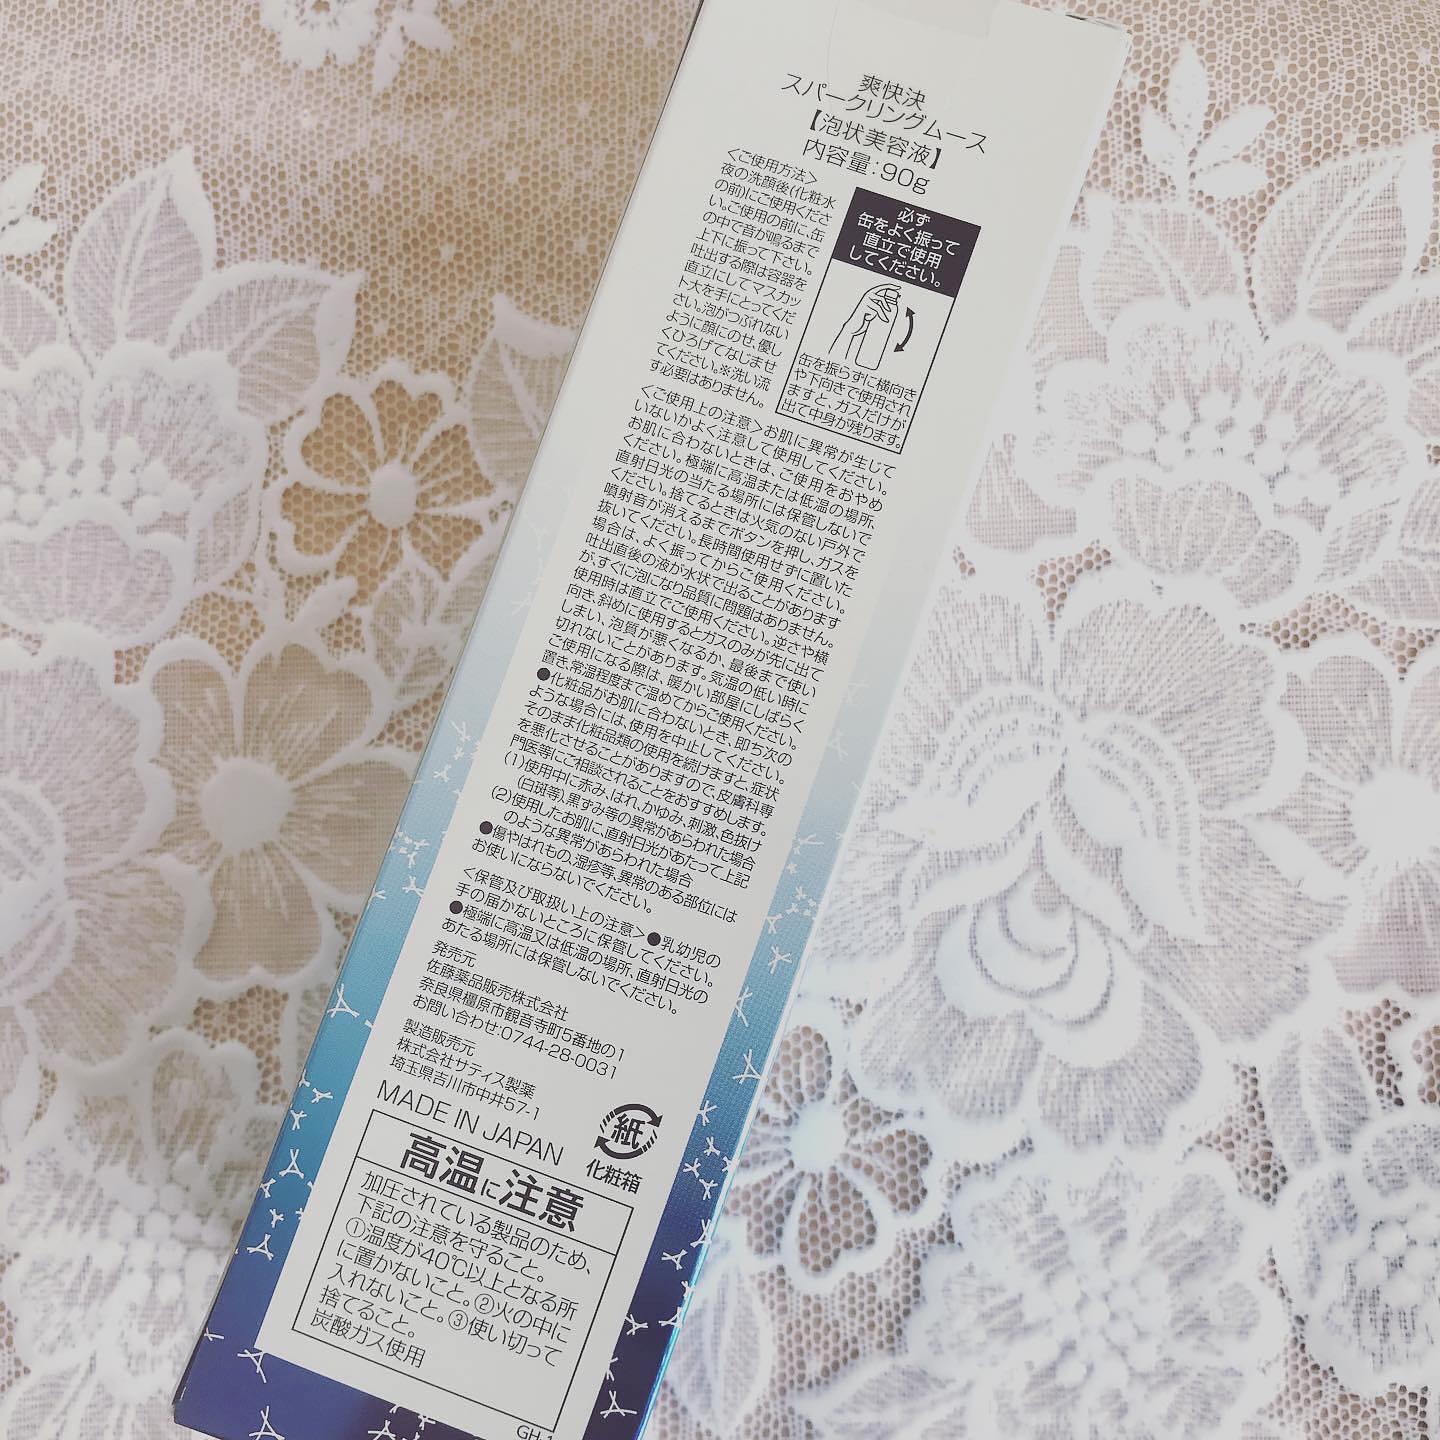 爽快決
スパークリングムース
【泡状美容液】
内容量：90g
＜ご使用方法＞
夜の洗顔後(化粧水
の前)にご使用くださ
い。ご使用の前に、缶
の中で音が鳴るまで
上下に振って下さい。
吐出する際は容器を
直立にしてマスカッ
ト大を手にとってくだ
さい。泡がつぶれない
ように顔にのせ、優し
くひろげてなじませ
てください。※洗い流
す必要はありません。
必ず
缶をよく振って
直立で使用
してください。
缶を振らずに横向き
や下向きで使用され
ますと、ガスだけが
出て中身が残ります。
＜ご使用上の注意＞お肌に異常が生じて
いないかよく注意して使用してください。
お肌に合わないときは、ご使用をおやめ
ください。極端に高温または低温の場所、
直射日光の当たる場所には保管しないで
ください。捨てるときは火気のない戸外で
噴射音が消えるまでボタンを押し、ガスを
抜いてください。長時間使用せずに置いた
場合は、よく振ってからご使用ください。
吐出直後の液が水状で出ることがあります
が、すぐに泡になり品質に問題はありません。
使用時は直立でご使用ください。逆さや横
向き、斜めに使用するとガスのみが先に出て
しまい、泡質が悪くなるか、最後まで使い
切れないことがあります。気温の低い時に
ご使用になる際は、暖かい部屋にしばらく
置き、常温程度まで温めてからご使用ください。
●化粧品がお肌に合わないとき、即ち次の
ような場合には、使用を中止してください。
そのまま化粧品類の使用を続けますと、症状
を悪化させることがありますので、皮膚科専
門医等にご相談されることをおすすめします。
(1)使用中に赤み、はれ、かゆみ、刺激、色抜け
(白斑等)、黒ずみ等の異常があらわれた場合
(2)使用したお肌に、直射日光があたって上記
のような異常があらわれた場合
●傷やはれもの、湿疹等、異常のある部位には
お使いにならないでください。
＜保管及び取扱い上の注意＞●乳幼児の
手の届かないところに保管してください。
●極端に高温又は低温の場所、直射日光の
あたる場所には保管しないでください。
発売元
佐藤薬品販売株式会社
奈良県橿原市観音寺町5番地の1
お問い合わせ:0744-28-0031
製造販売元
株式会社サティス製薬
埼玉県吉川市中井57-1
MADE IN JAPAN
紙
化粧箱
高温に注意
加圧されている製品のため、
下記の注意を守ること。
①温度が40℃以上となる所
に置かないこと。②火の中に
入れないこと。③使い切って
捨てること。
炭酸ガス使用
GH-1